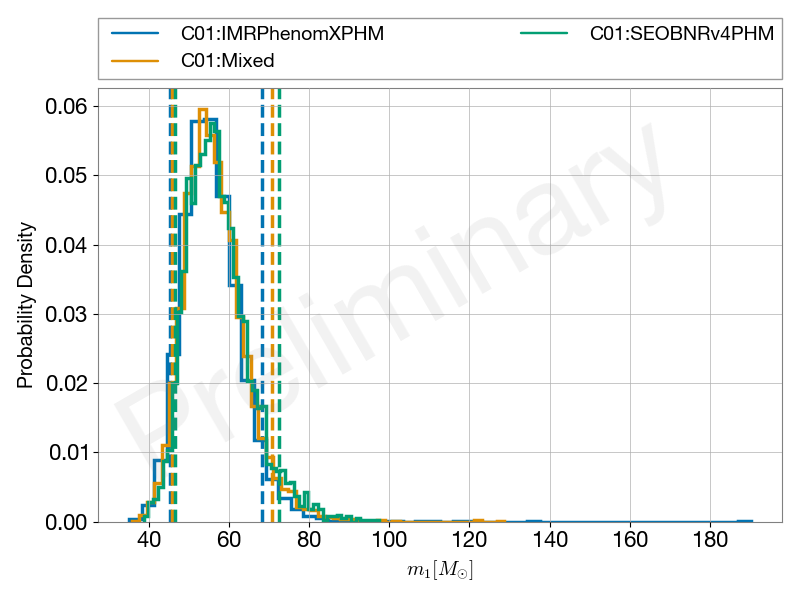 C01:IMRPhenomXPHM
C01:Mixed
C01:SEOBNRv4PHM
0.06
0.05
0.04
0.03
0.02
0.01
0.00
Probability Density
Preliminary
40 60 80 100 120 140 160 180
m₁[M☉]